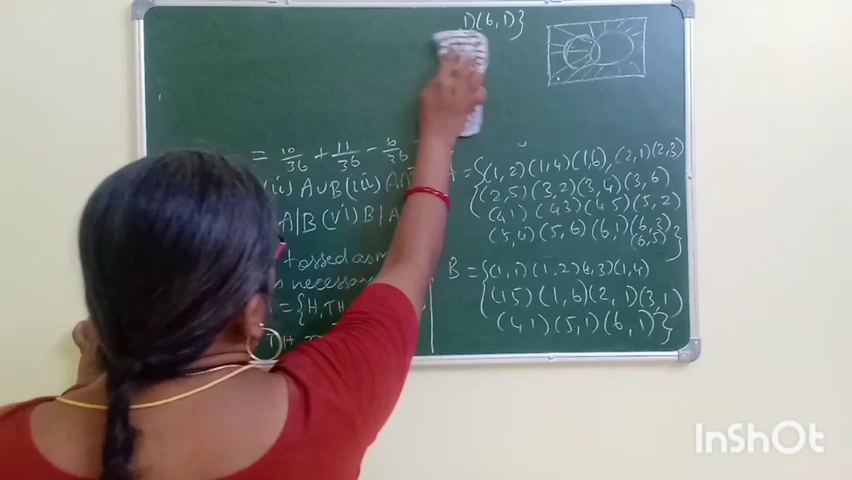 1) (6, 1)}
= 10/36 + 11/36 - 6/36
(ii) A∪B (iii) A∩
A = {(1, 2) (1, 4) (1, 6), (2, 1) (2, 3)
(2, 5) (3, 2) (3, 4) (3, 6)
A|B (vi) B|A
(4 1) (4 3) (4 5) (5, 2)
(5, 4) (5, 6) (6, 1) (6, 3)
(6, 5)}
tossed
B = {(1, 1) (1, 2) (1, 3) (1, 4)
necessary
(1 5) (1, 6) (2, 1) (3, 1)
= {H, TH
(4 1) (5, 1) (6, 1)}
TH
InShOt